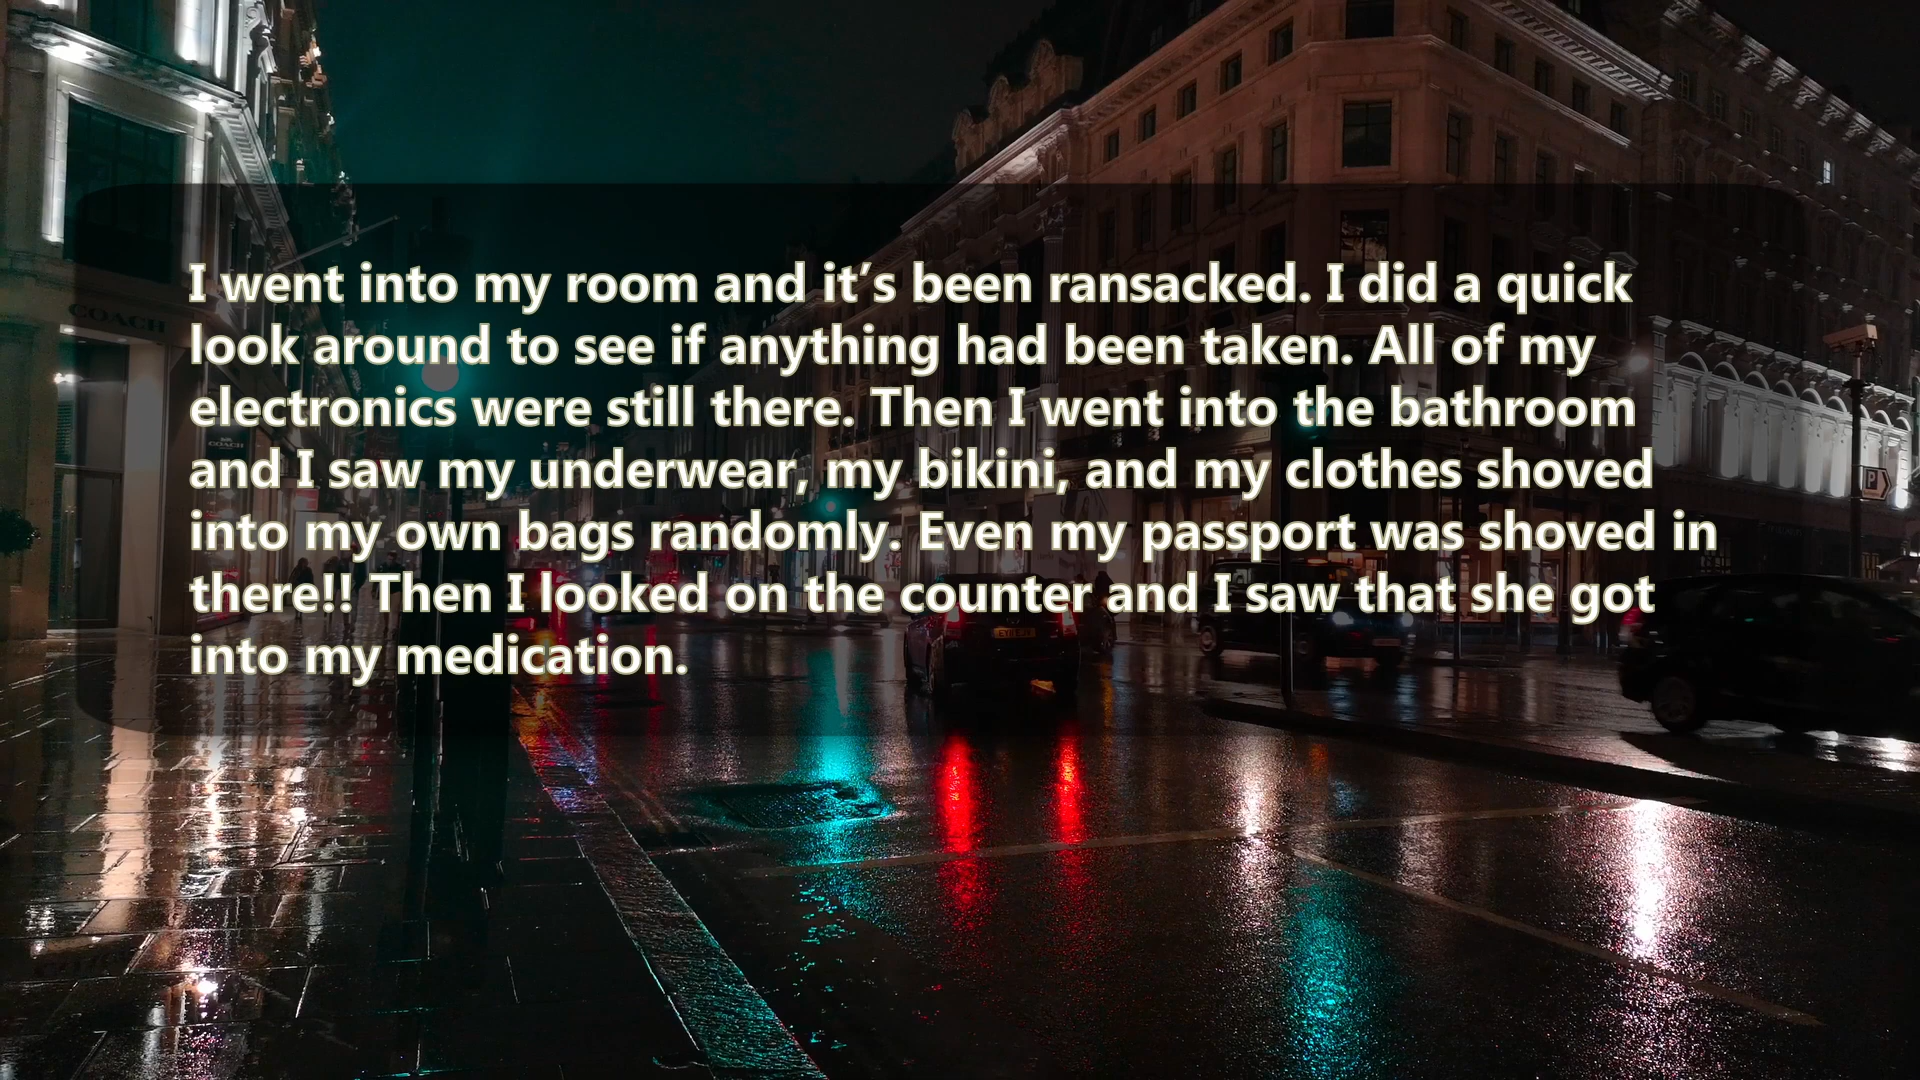 I went into my room and it’s been ransacked. I did a quick
look around to see if anything had been taken. All of my
electronics were still there. Then I went into the bathroom
and I saw my underwear, my bikini, and my clothes shoved
into my own bags randomly. Even my passport was shoved in
there!! Then I looked on the counter and I saw that she got
into my medication.
COACH
COACH
P